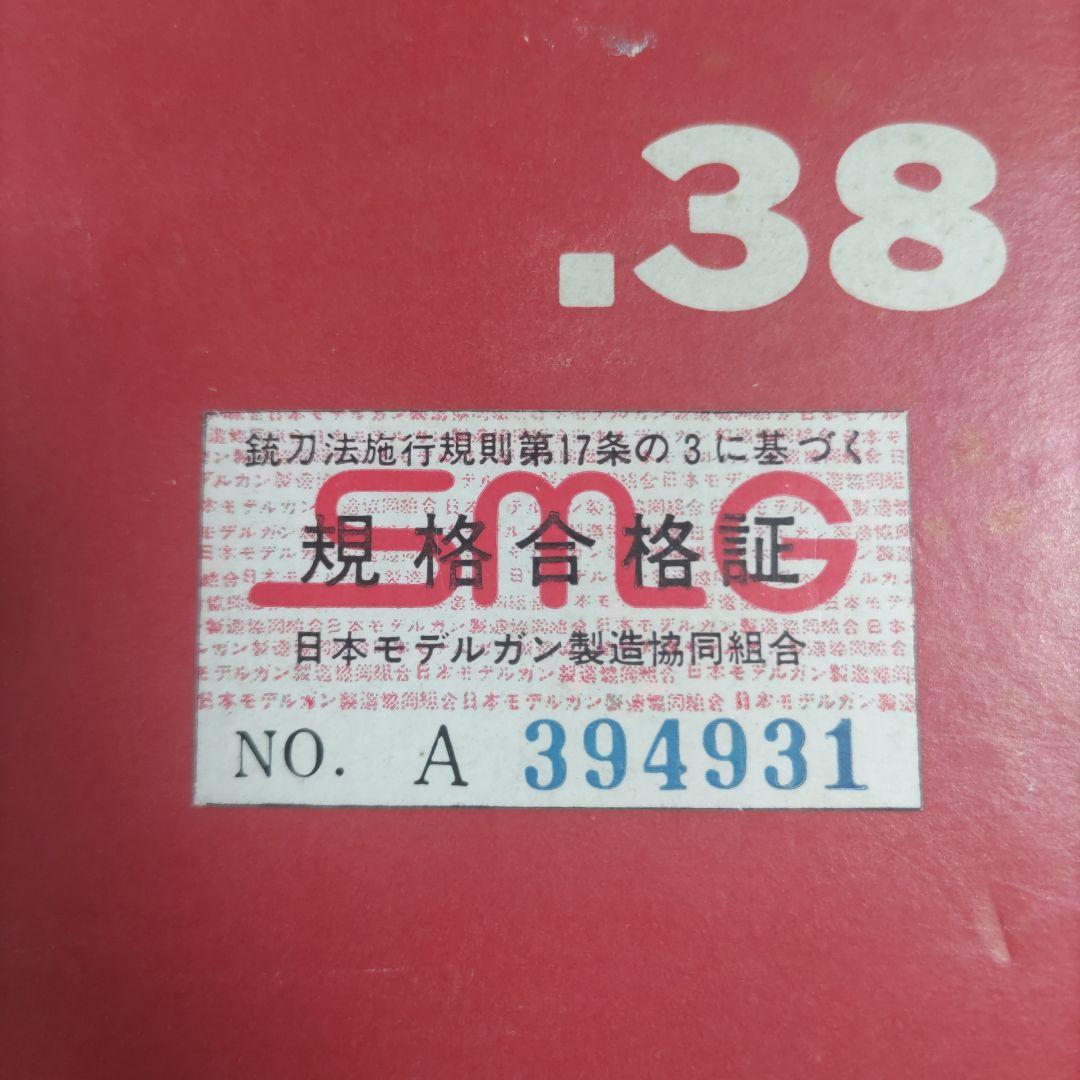 .38
銃刀法施行規則第17条の3に基づく
SMG
規格合格証
日本モデルガン製造協同組合
NO. A 394931